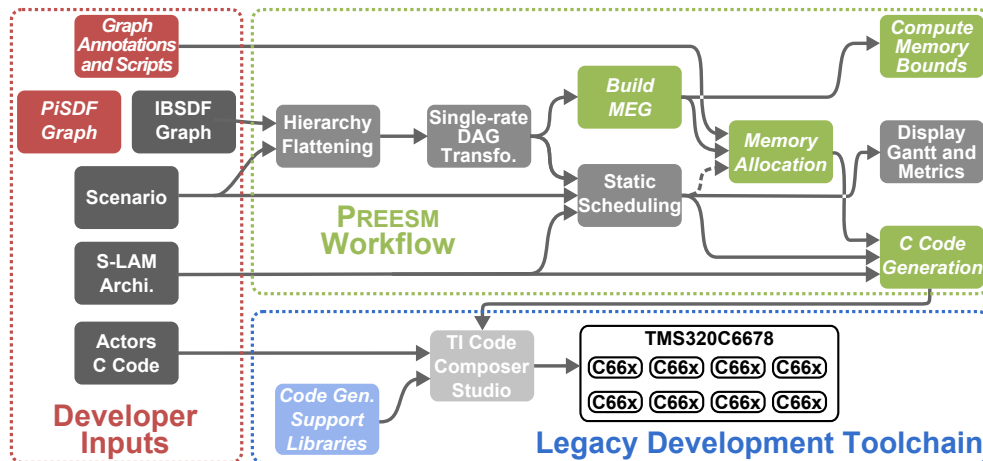 Graph
Annotations
and Scripts
PiSDF
Graph
IBSDF
Graph
Scenario
S-LAM
Archi.
Actors
C Code
Developer
Inputs
Hierarchy
Flattening
Single-rate
DAG
Transfo.
Build
MEG
Static
Scheduling
Memory
Allocation
Compute
Memory
Bounds
Display
Gantt and
Metrics
C Code
Generation
PREESM
Workflow
TI Code
Composer
Studio
Code Gen.
Support
Libraries
TMS320C6678
C66x C66x C66x C66x
C66x C66x C66x C66x
Legacy Development Toolchain